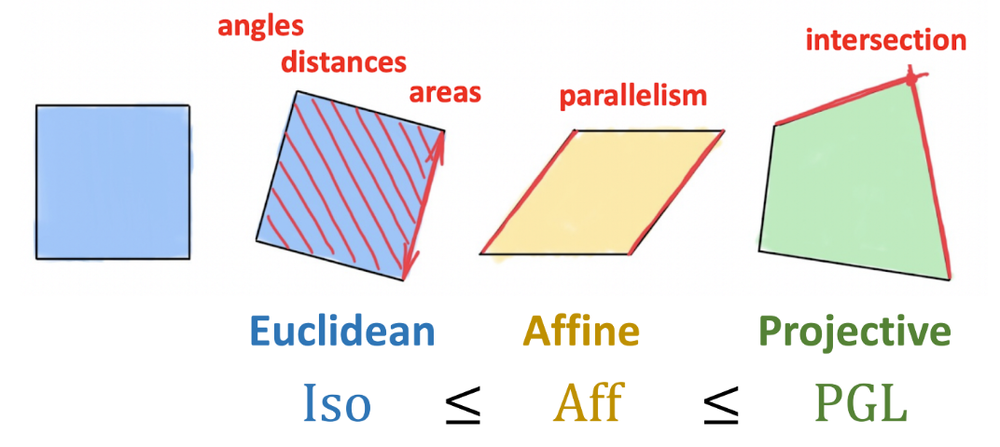 angles
distances
areas
parallelism
intersection
Euclidean Affine Projective
Iso ≤ Aff ≤ PGL